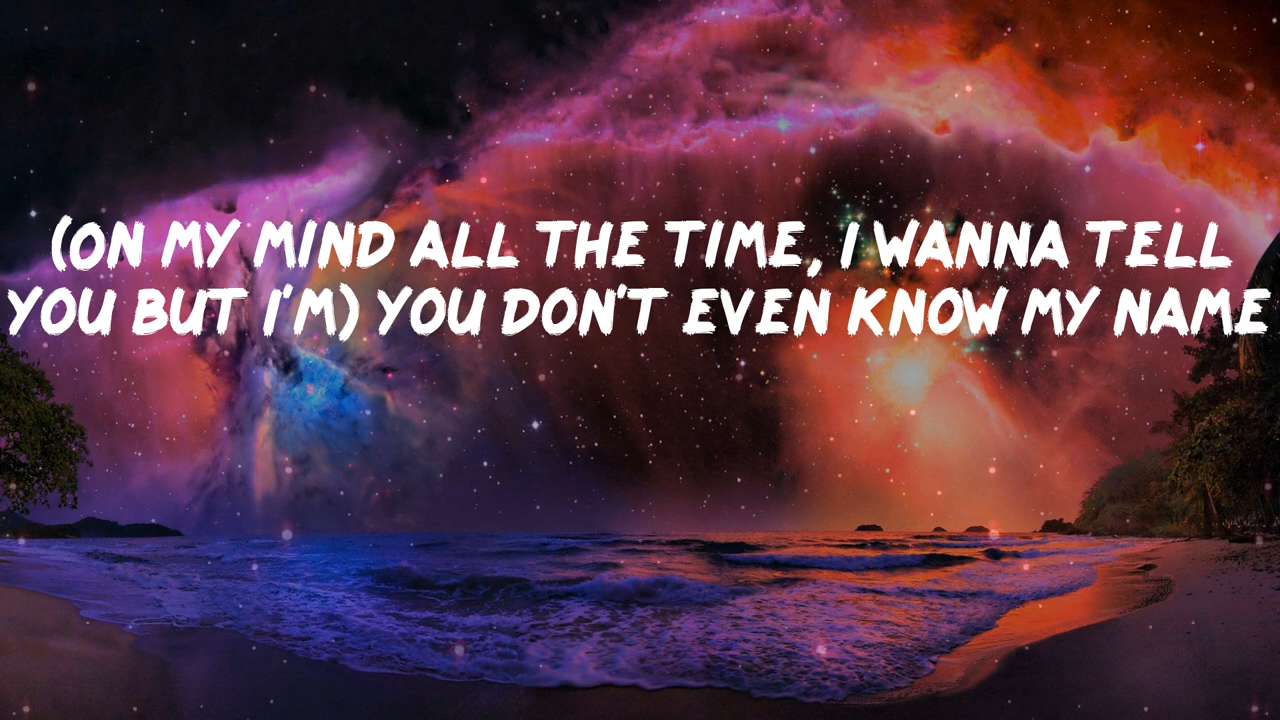 (ON MY MIND ALL THE TIME, I WANNA TELL
YOU BUT I'M) YOU DON'T EVEN KNOW MY NAME